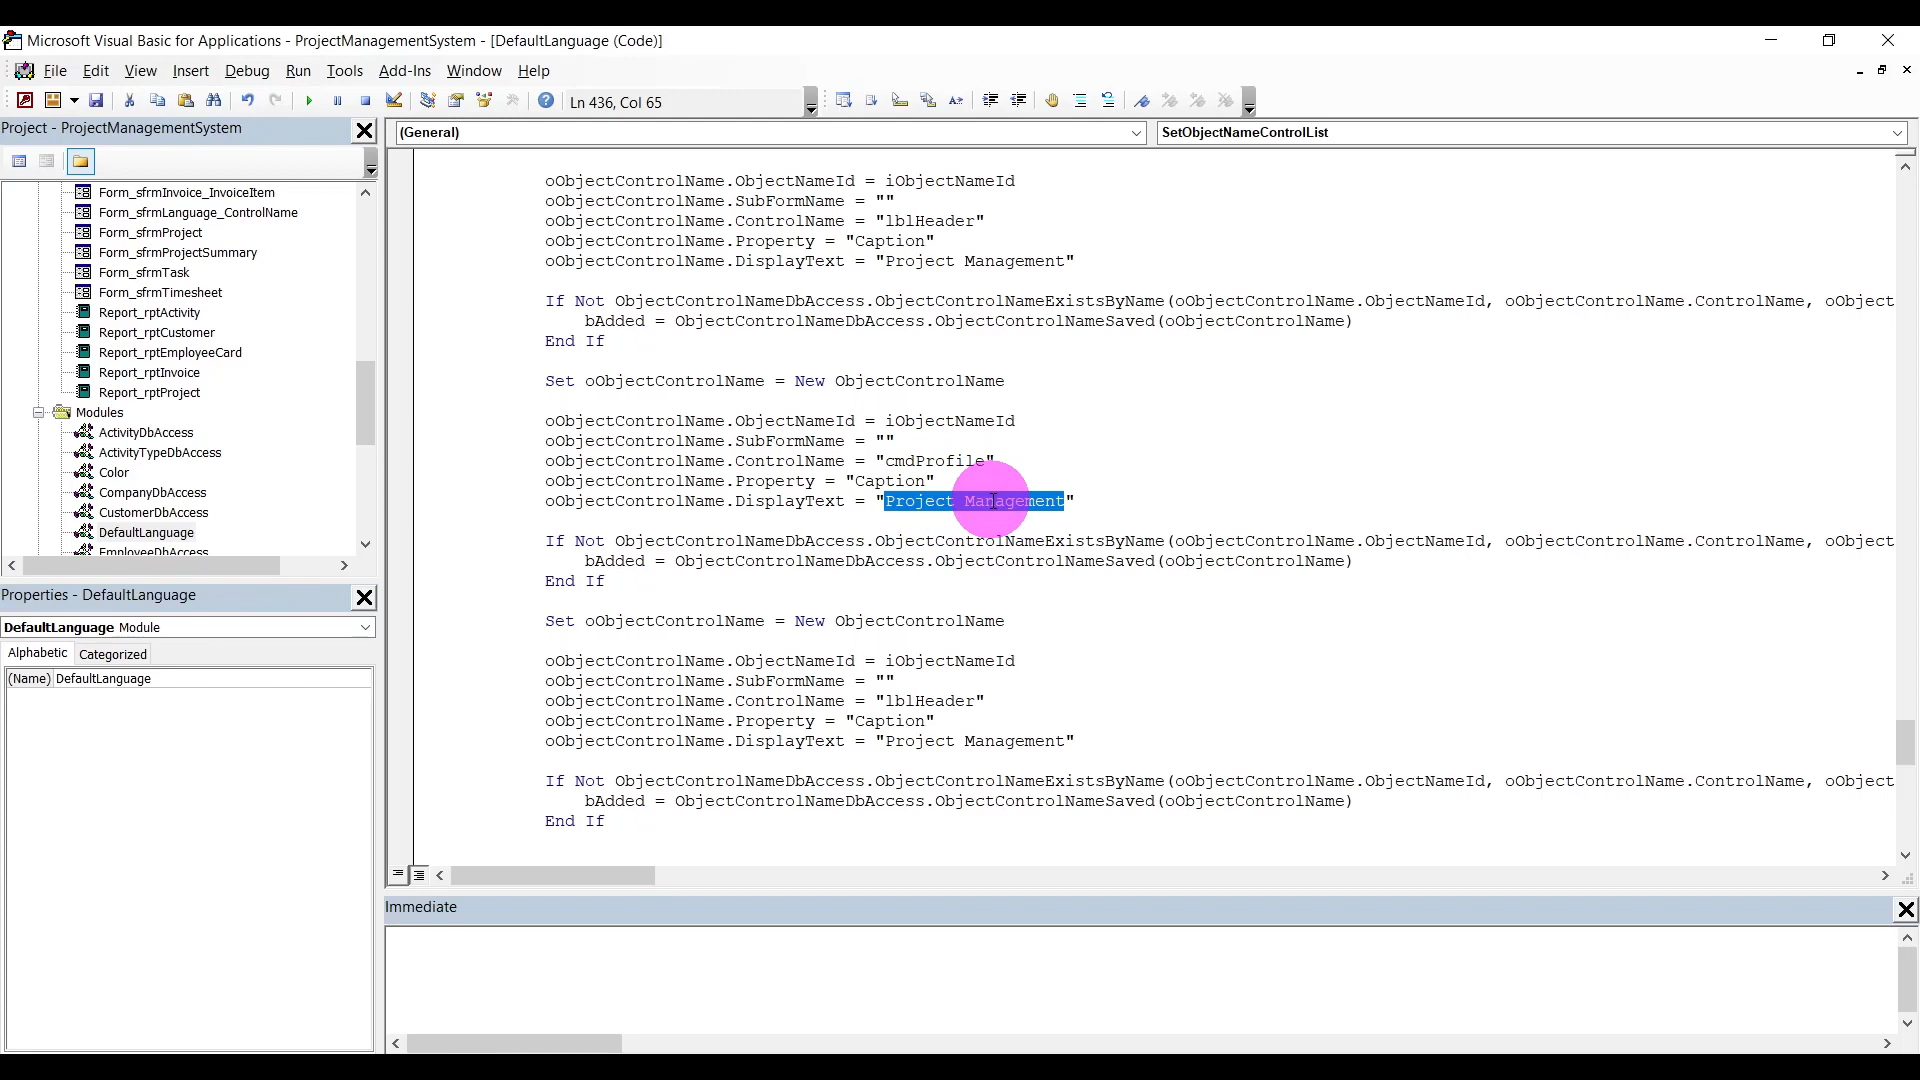 Microsoft Visual Basic for Applications - ProjectManagementSystem - [DefaultLanguage (Code)]
File Edit View Insert Debug Run Tools Add-Ins Window Help
Ln 436, Col 65
Project - ProjectManagementSystem
Form_sfrmInvoice_InvoiceItem
Form_sfrmLanguage_ControlName
Form_sfrmProject
Form_sfrmProjectSummary
Form_sfrmTask
Form_sfrmTimesheet
Report_rptActivity
Report_rptCustomer
Report_rptEmployeeCard
Report_rptInvoice
Report_rptProject
Modules
ActivityDbAccess
ActivityTypeDbAccess
Color
CompanyDbAccess
CustomerDbAccess
DefaultLanguage
EmployeeDbAccess
Properties - DefaultLanguage
DefaultLanguage Module
Alphabetic Categorized
(Name) DefaultLanguage
(General) SetObjectNameControlList
oObjectControlName.ObjectNameId = iObjectNameId
oObjectControlName.SubFormName = ""
oObjectControlName.ControlName = "lblHeader"
oObjectControlName.Property = "Caption"
oObjectControlName.DisplayText = "Project Management"
If Not ObjectControlNameDbAccess.ObjectControlNameExistsByName(oObjectControlName.ObjectNameId, oObjectControlName.ControlName, oObject
bAdded = ObjectControlNameDbAccess.ObjectControlNameSaved(oObjectControlName)
End If
Set oObjectControlName = New ObjectControlName
oObjectControlName.ObjectNameId = iObjectNameId
oObjectControlName.SubFormName = ""
oObjectControlName.ControlName = "cmdProfile"
oObjectControlName.Property = "Caption"
oObjectControlName.DisplayText = "Project Management"
If Not ObjectControlNameDbAccess.ObjectControlNameExistsByName(oObjectControlName.ObjectNameId, oObjectControlName.ControlName, oObject
bAdded = ObjectControlNameDbAccess.ObjectControlNameSaved(oObjectControlName)
End If
Set oObjectControlName = New ObjectControlName
oObjectControlName.ObjectNameId = iObjectNameId
oObjectControlName.SubFormName = ""
oObjectControlName.ControlName = "lblHeader"
oObjectControlName.Property = "Caption"
oObjectControlName.DisplayText = "Project Management"
If Not ObjectControlNameDbAccess.ObjectControlNameExistsByName(oObjectControlName.ObjectNameId, oObjectControlName.ControlName, oObject
bAdded = ObjectControlNameDbAccess.ObjectControlNameSaved(oObjectControlName)
End If
Immediate